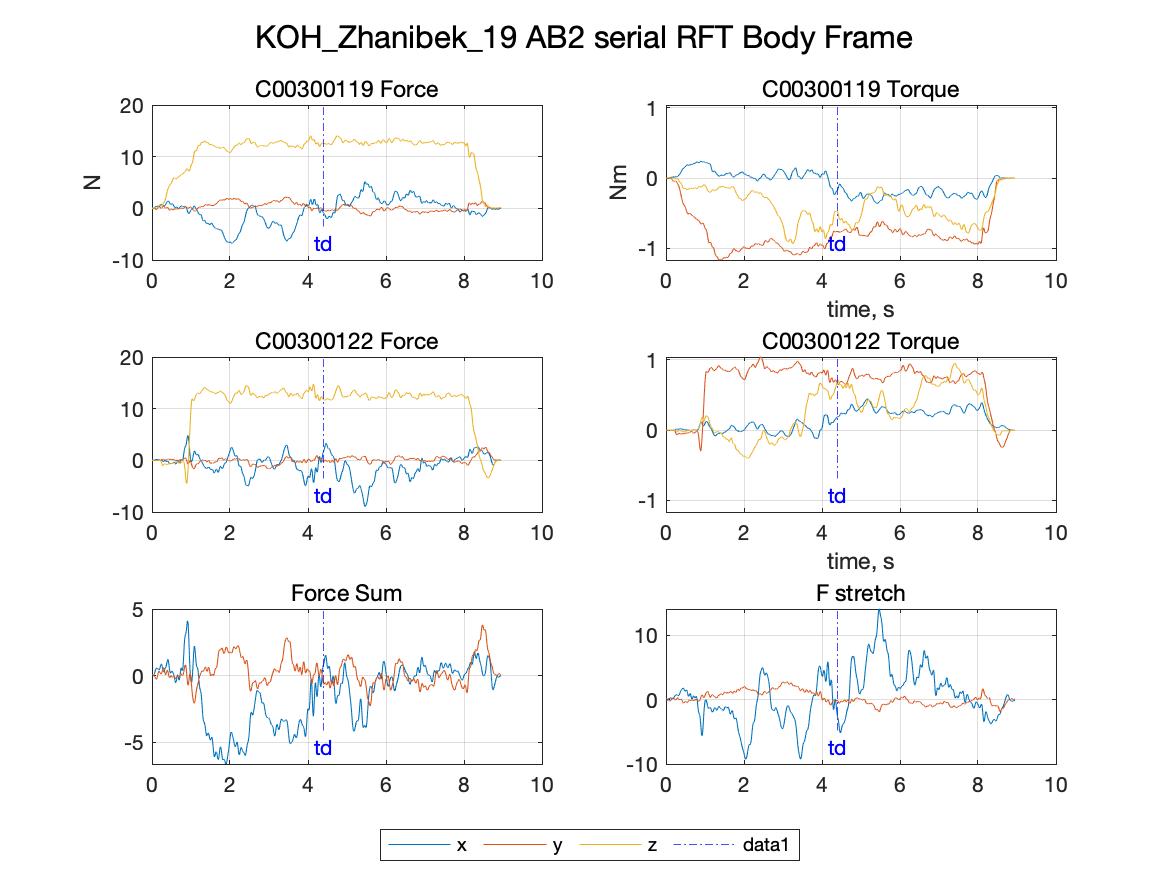 KOH_Zhanibek_19 AB2 serial RFT Body Frame
C00300119 Force
20
10
0
-10
N
td
0 2 4 6 8 10
C00300119 Torque
1
0
-1
Nm
td
0 2 4 6 8 10
time, s
C00300122 Force
20
10
0
-10
td
0 2 4 6 8 10
C00300122 Torque
1
0
-1
td
0 2 4 6 8 10
time, s
Force Sum
5
0
-5
td
0 2 4 6 8 10
F stretch
10
0
-10
td
0 2 4 6 8 10
x y z data1